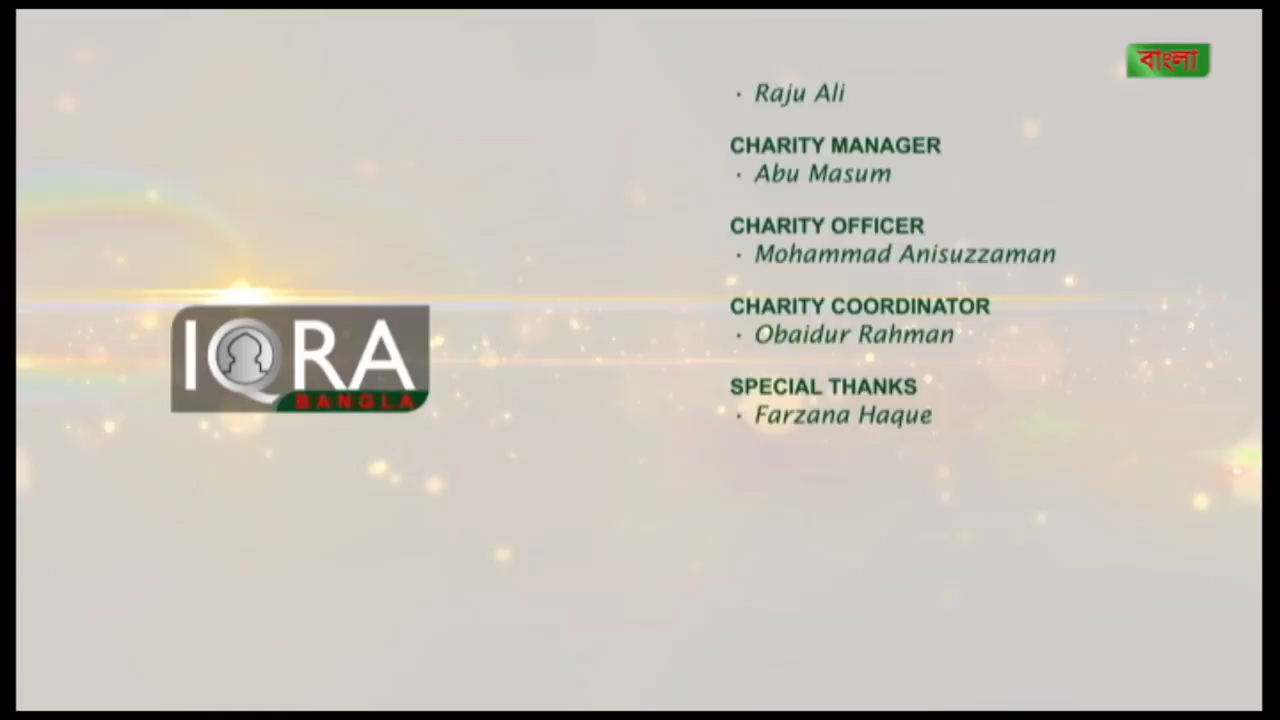 বাংলা
· Raju Ali
CHARITY MANAGER
· Abu Masum
CHARITY OFFICER
· Mohammad Anisuzzaman
CHARITY COORDINATOR
· Obaidur Rahman
SPECIAL THANKS
· Farzana Haque
IQRA
BANGLA